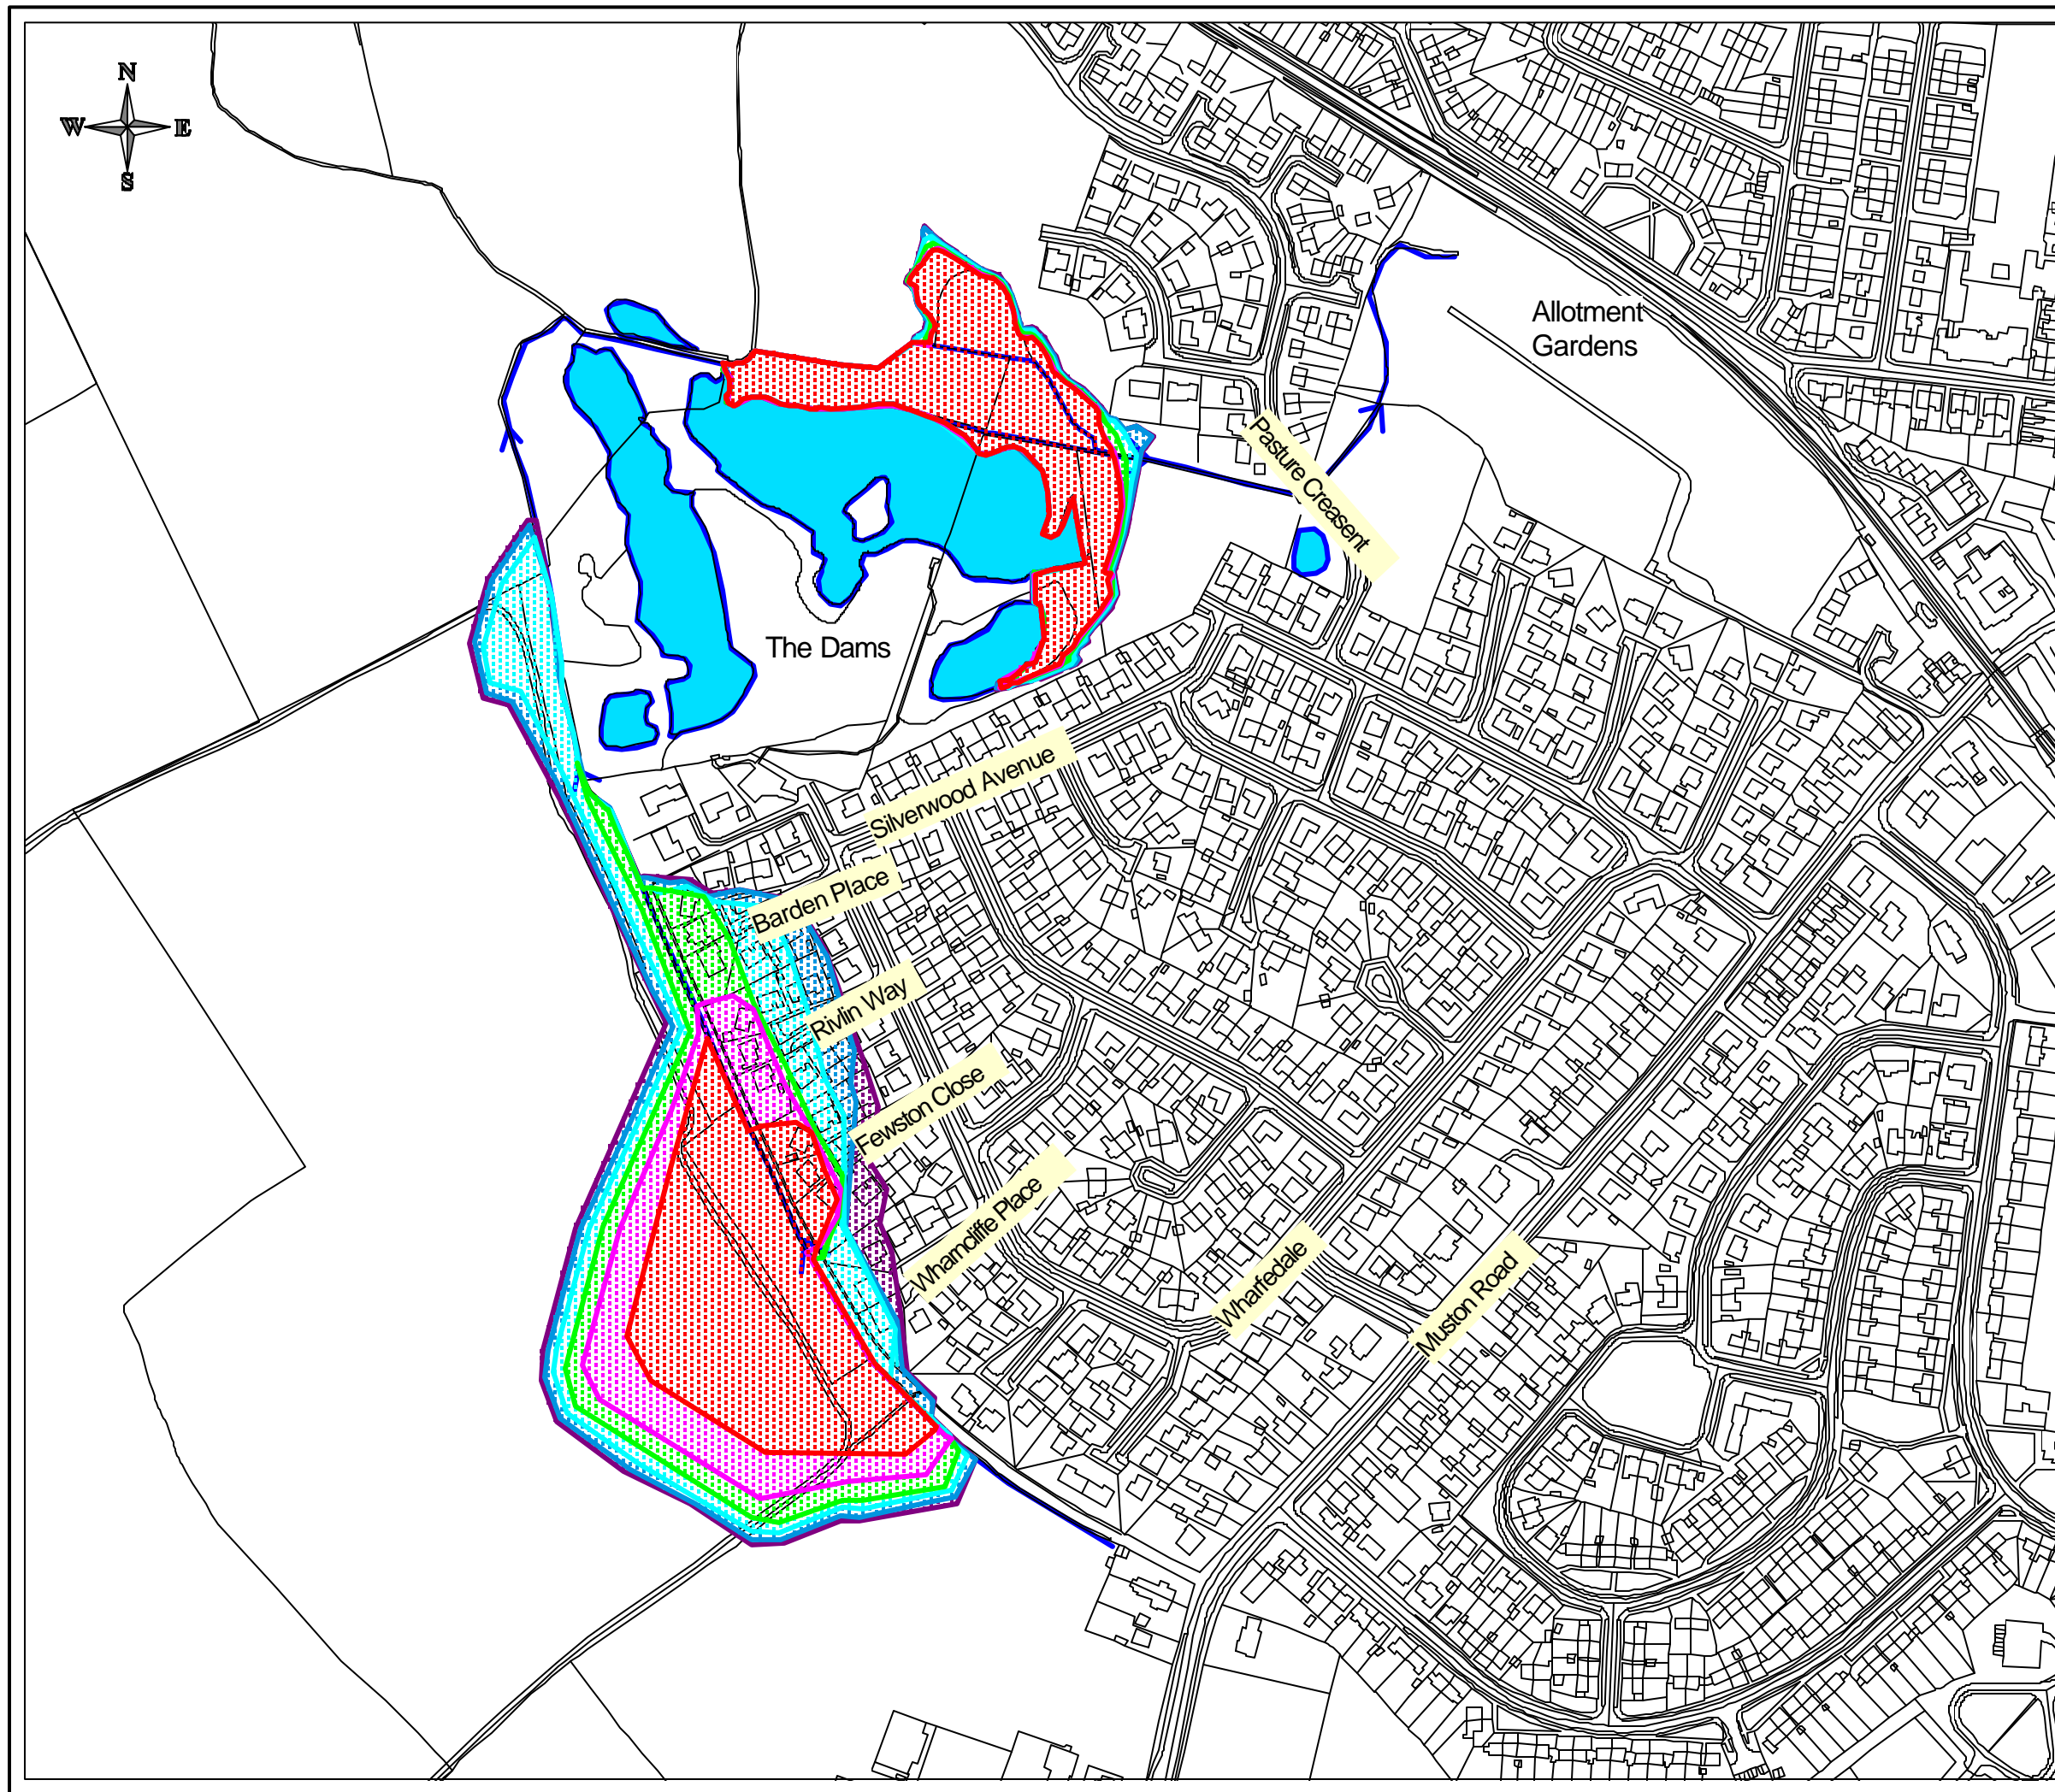 N
W E
S
Allotment
Gardens
Pasture Creasent
The Dams
Silverwood Avenue
Barden Place
Rivlin Way
Fewston Close
Wharncliffe Place
Wharfedale
Muston Road